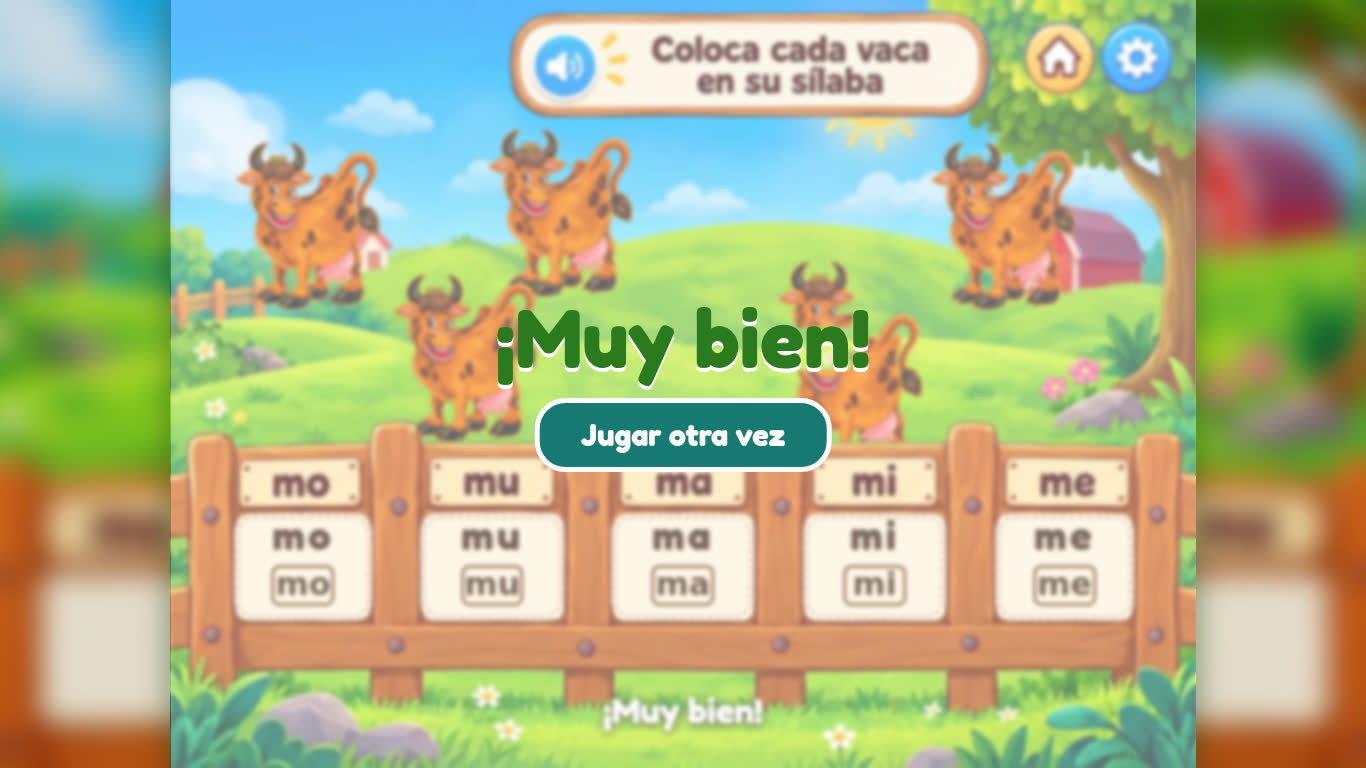 Coloca cada vaca
en su sílaba
¡Muy bien!
Jugar otra vez
mo mu ma mi me
mo mu ma mi me
mo mu ma mi me
¡Muy bien!